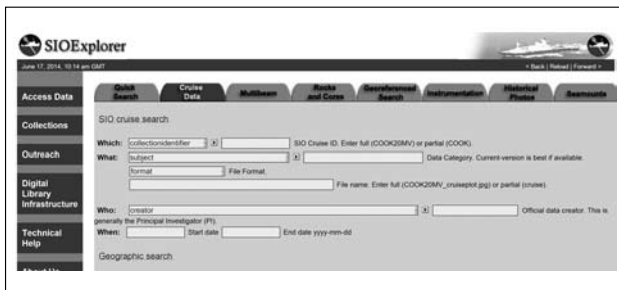 SIOExplorer
June 17, 2014, 10:14 am GMT
< Back | Reload | Forward >
Access Data
Collections
Outreach
Digital
Library
Infrastructure
Technical
Help
About Us
Quick
Search
Cruise
Data
Multibeam
Rocks
and Cores
Georeferenced
Search
Instrumentation
Historical
Photos
Seamounts
SIO cruise search.
Which: collectionidentifier SIO Cruise ID. Enter full (COOK20MV) or partial (COOK).
What: subject Data Category. Current-version is best if available.
format File Format.
File name: Enter full (COOK20MV_cruiseplot.jpg) or partial (cruise).
Who: creator Official data creator. This is
generally the Principal Investigator (PI).
When: Start date End date yyyy-mm-dd
Geographic search.